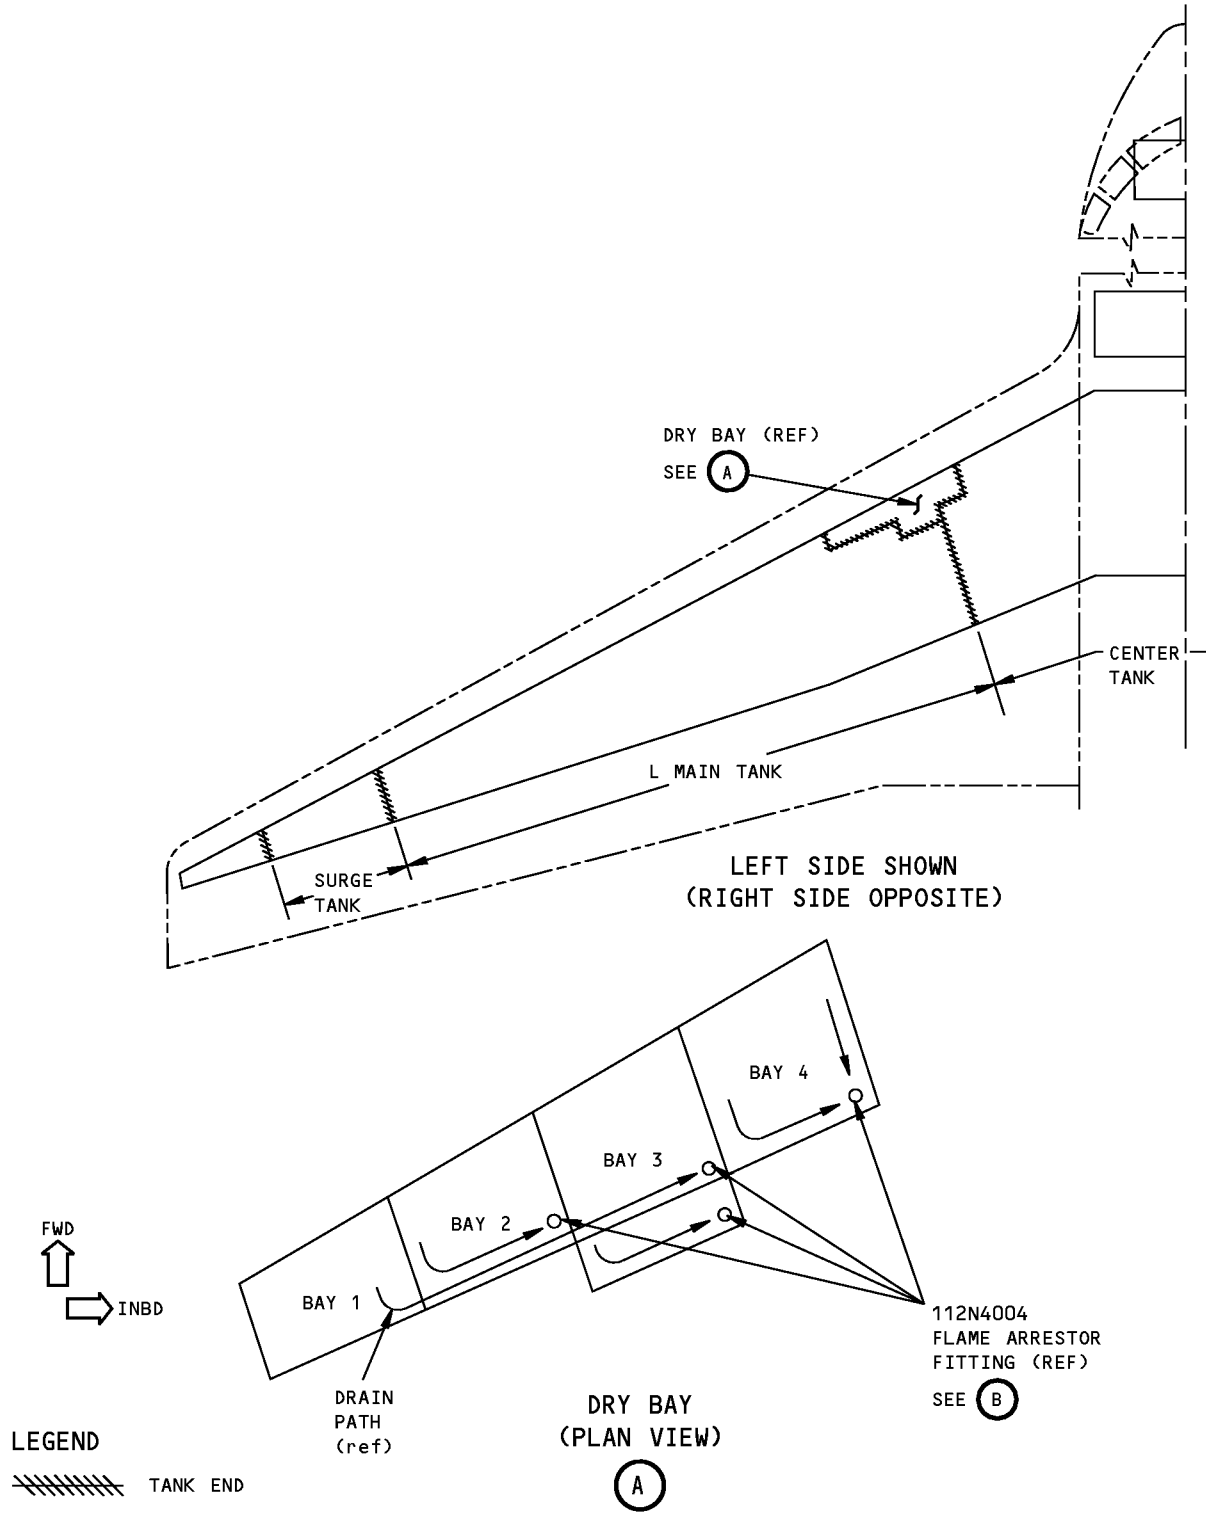 DRY BAY (REF)
SEE A
CENTER
TANK
L MAIN TANK
SURGE
TANK
LEFT SIDE SHOWN
(RIGHT SIDE OPPOSITE)
BAY 4
BAY 3
BAY 2
BAY 1
FWD
INBD
112N4004
FLAME ARRESTOR
FITTING (REF)
SEE B
DRAIN
PATH
(ref)
DRY BAY
(PLAN VIEW)
A
LEGEND
TANK END